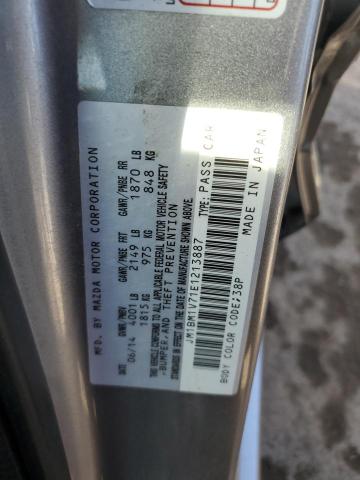 MFD. BY MAZDA MOTOR CORPORATION
DATE GVWR/PNBV GAWR/PNBE FRT GAWR/PNBE RR
06/14 4001 LB 2149 LB 1870 LB
1815 KG 975 KG 848 KG
THIS VEHICLE CONFORMS TO ALL APPLICABLE FEDERAL MOTOR VEHICLE SAFETY
,BUMPER,AND THEFT PREVENTION
STANDARDS IN EFFECT ON THE DATE OF MANUFACTURE SHOWN ABOVE.
JM1BM1V71E1213887 TYPE: PASS CAR
BODY COLOR CODE;38P MADE IN JAPAN